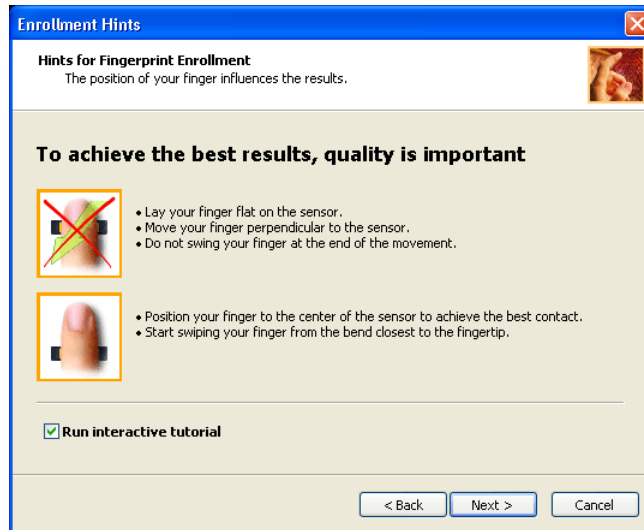 Enrollment Hints
Hints for Fingerprint Enrollment
The position of your finger influences the results.
To achieve the best results, quality is important
• Lay your finger flat on the sensor.
• Move your finger perpendicular to the sensor.
• Do not swing your finger at the end of the movement.
• Position your finger to the center of the sensor to achieve the best contact.
• Start swiping your finger from the bend closest to the fingertip.
Run interactive tutorial
< Back Next > Cancel